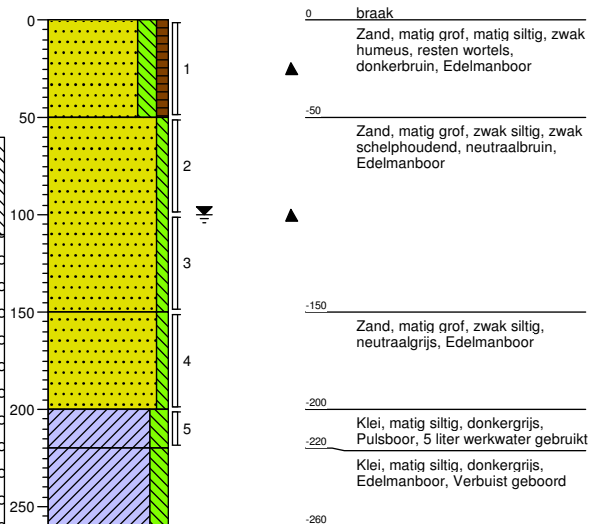 0
50
100
150
200
250
1
2
3
4
5
0
braak
Zand, matig grof, matig siltig, zwak
humeus, resten wortels,
donkerbruin, Edelmanboor
-50
Zand, matig grof, zwak siltig, zwak
schelphoudend, neutraalbruin,
Edelmanboor
-150
Zand, matig grof, zwak siltig,
neutraalgrijs, Edelmanboor
-200
Klei, matig siltig, donkergrijs,
Pulsboor, 5 liter werkwater gebruikt
-220
Klei, matig siltig, donkergrijs,
Edelmanboor, Verbuist geboord
-260